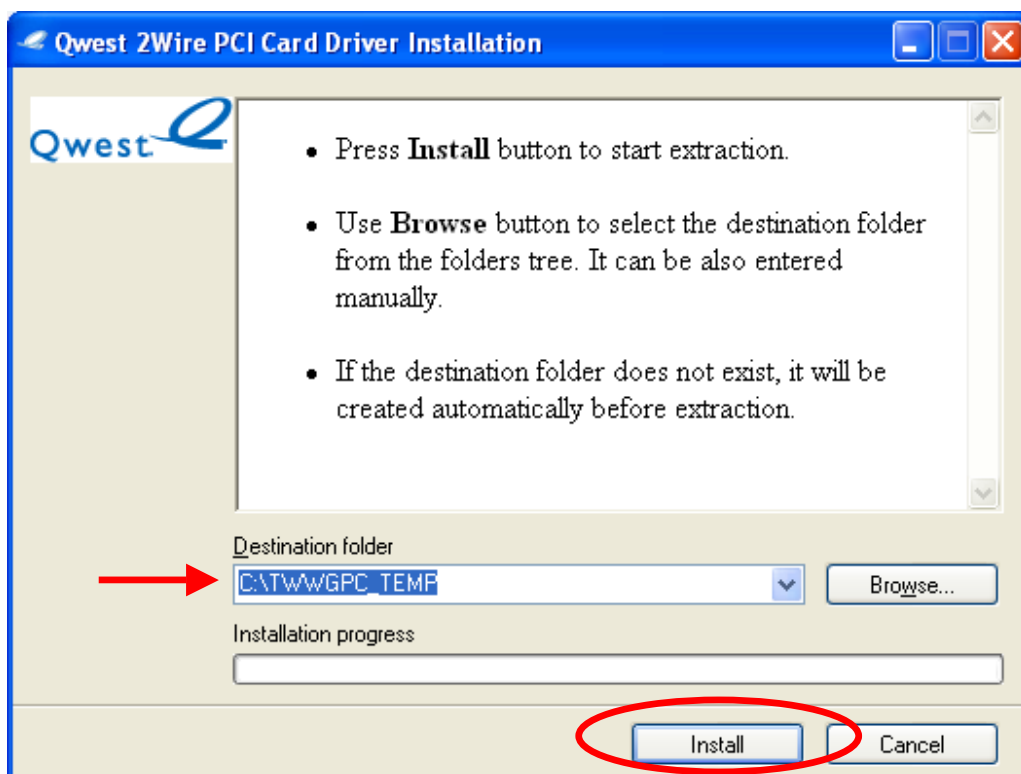 Qwest 2Wire PCI Card Driver Installation
Qwest
• Press Install button to start extraction.
• Use Browse button to select the destination folder
from the folders tree. It can be also entered
manually.
• If the destination folder does not exist, it will be
created automatically before extraction.
Destination folder
C:\TWWGPC_TEMP
Browse...
Installation progress
Install
Cancel